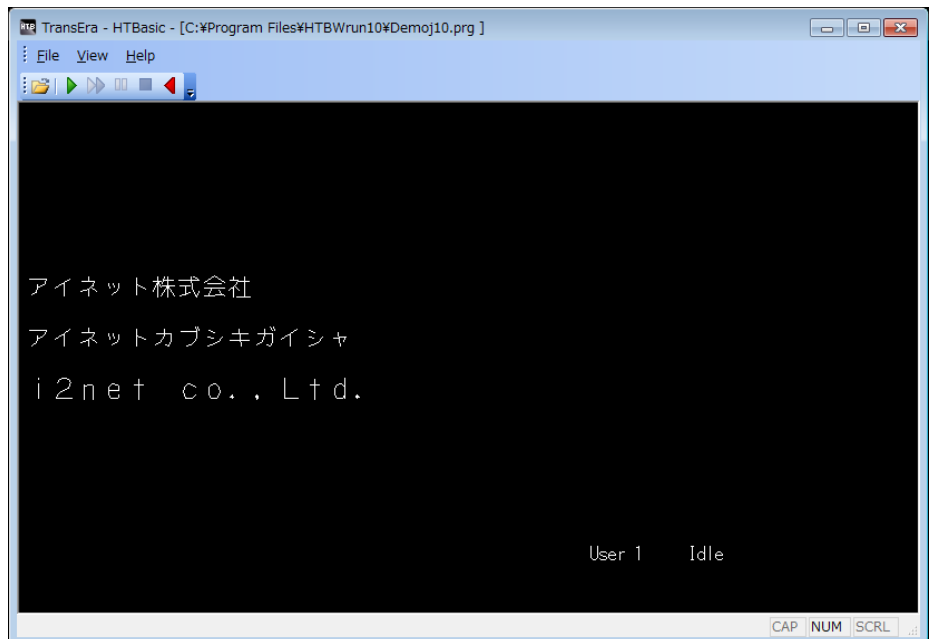 HTB TransEra - HTBasic - [C:¥Program Files¥HTBWrun10¥Demoj10.prg ]
File View Help
アイネット株式会社
アイネットカブシキガイシャ
i2net co.,Ltd.
User 1 Idle
CAP NUM SCRL